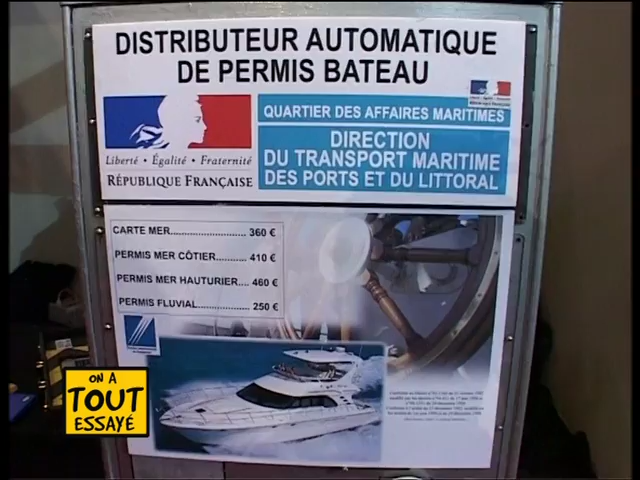 DISTRIBUTEUR AUTOMATIQUE
DE PERMIS BATEAU
Liberté • Égalité • Fraternité
RÉPUBLIQUE FRANÇAISE
QUARTIER DES AFFAIRES MARITIMES
DIRECTION
DU TRANSPORT MARITIME
DES PORTS ET DU LITTORAL
CARTE MER........................ 360 €
PERMIS MER CÔTIER........... 410 €
PERMIS MER HAUTURIER.... 460 €
PERMIS FLUVIAL................. 250 €
ON A
TOUT
ESSAYÉ